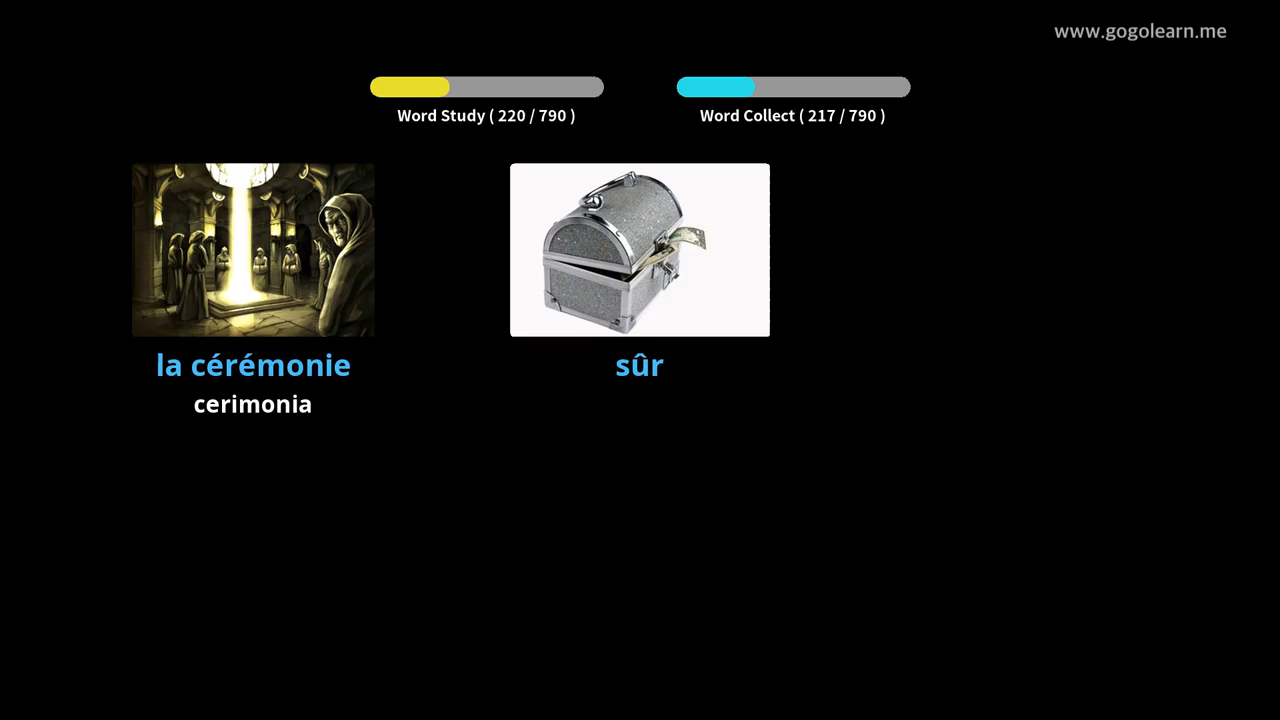 www.gogolearn.me
Word Study ( 220 / 790 )
Word Collect ( 217 / 790 )
la cérémonie
cerimonia
sûr